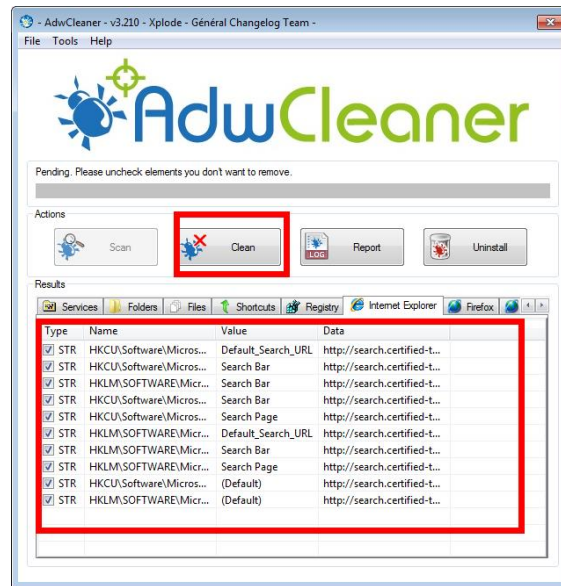 - AdwCleaner - v3.210 - Xplode - Général Changelog Team -
File Tools Help
AdwCleaner
Pending. Please uncheck elements you don't want to remove.
Actions
Scan Clean LOG Report Uninstall
Results
Services Folders Files Shortcuts Registry Internet Explorer Firefox
Type Name Value Data
STR HKCU\Software\Micros... Default_Search_URL http://search.certified-t...
STR HKLM\SOFTWARE\Micr... Search Bar http://search.certified-t...
STR HKCU\Software\Micros... Search Bar http://search.certified-t...
STR HKCU\Software\Micros... Search Bar http://search.certified-t...
STR HKCU\Software\Micros... Search Page http://search.certified-t...
STR HKLM\SOFTWARE\Micr... Default_Search_URL http://search.certified-t...
STR HKLM\SOFTWARE\Micr... Search Bar http://search.certified-t...
STR HKLM\SOFTWARE\Micr... Search Page http://search.certified-t...
STR HKCU\Software\Micros... (Default) http://search.certified-t...
STR HKLM\SOFTWARE\Micr... (Default) http://search.certified-t...